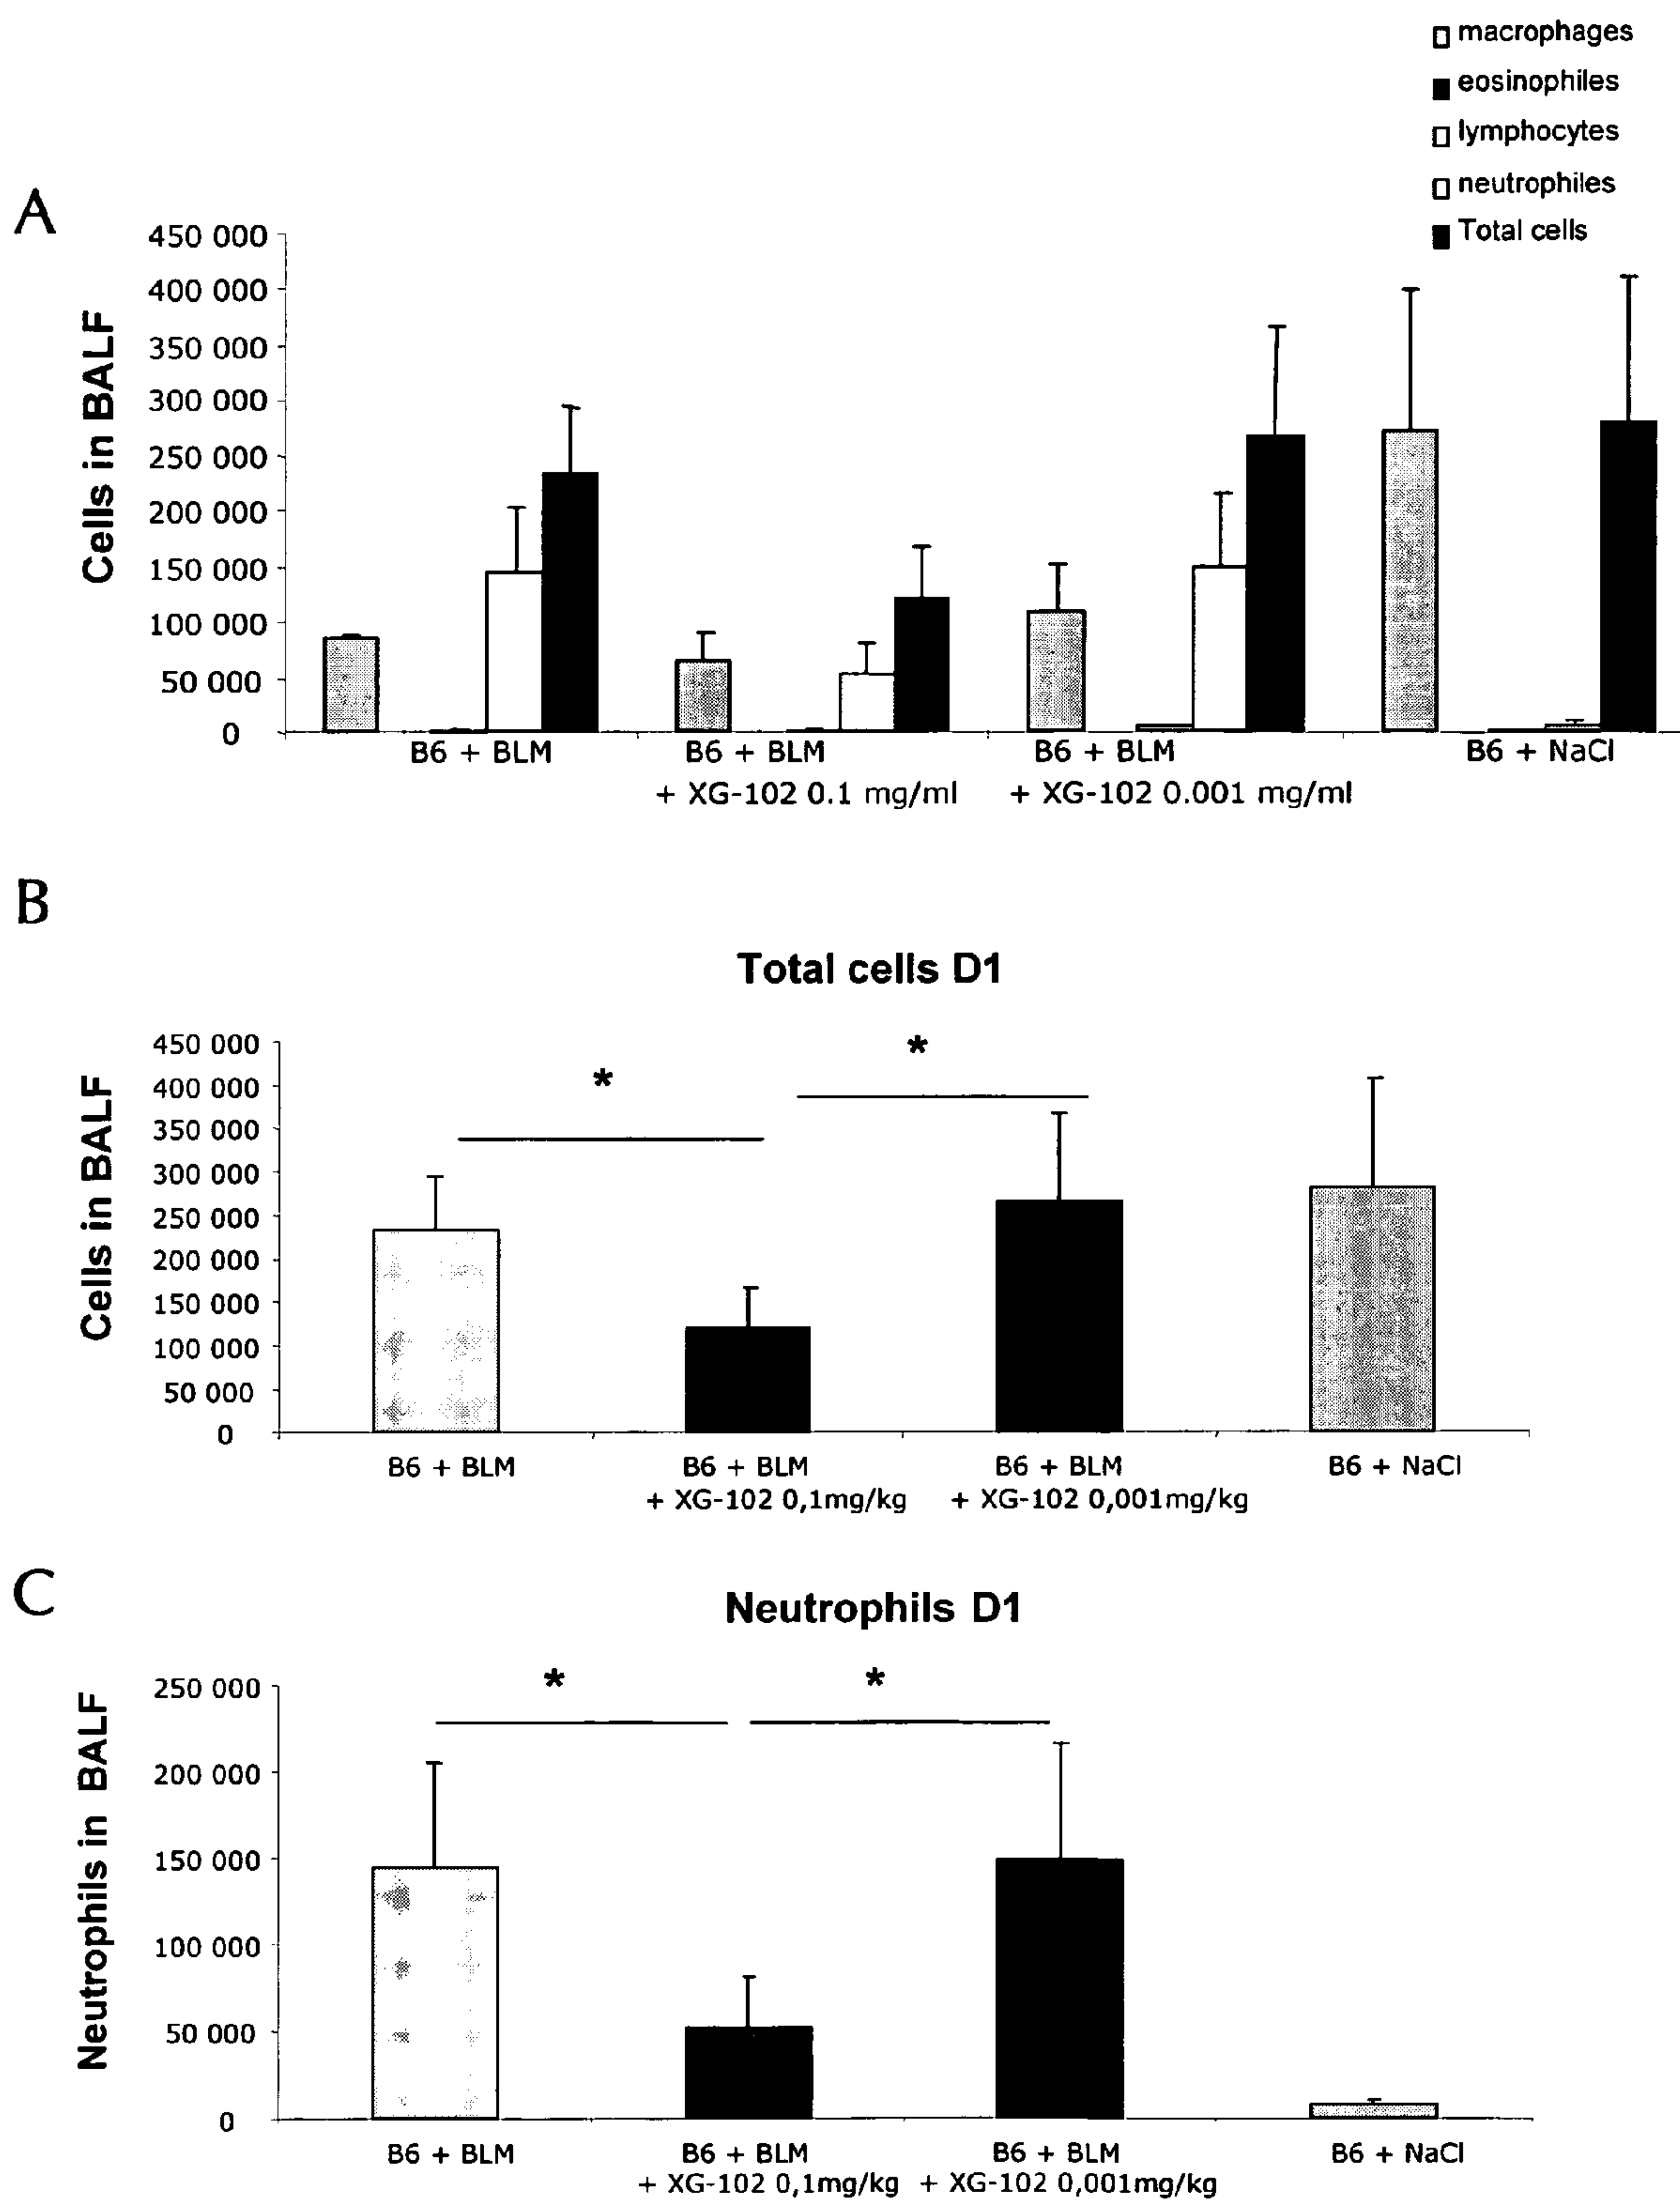 macrophages
eosinophiles
lymphocytes
neutrophiles
Total cells
A
Cells in BALF
450 000
400 000
350 000
300 000
250 000
200 000
150 000
100 000
50 000
0
B6 + BLM B6 + BLM B6 + BLM B6 + NaCl
+ XG-102 0.1 mg/ml + XG-102 0.001 mg/ml
B
Total cells D1
Cells in BALF
450 000
400 000
350 000
300 000
250 000
200 000
150 000
100 000
50 000
0
*
*
B6 + BLM B6 + BLM B6 + BLM B6 + NaCl
+ XG-102 0,1mg/kg + XG-102 0,001mg/kg
C
Neutrophils D1
Neutrophils in BALF
250 000
200 000
150 000
100 000
50 000
0
* *
B6 + BLM B6 + BLM B6 + BLM B6 + NaCl
+ XG-102 0,1mg/kg + XG-102 0,001mg/kg